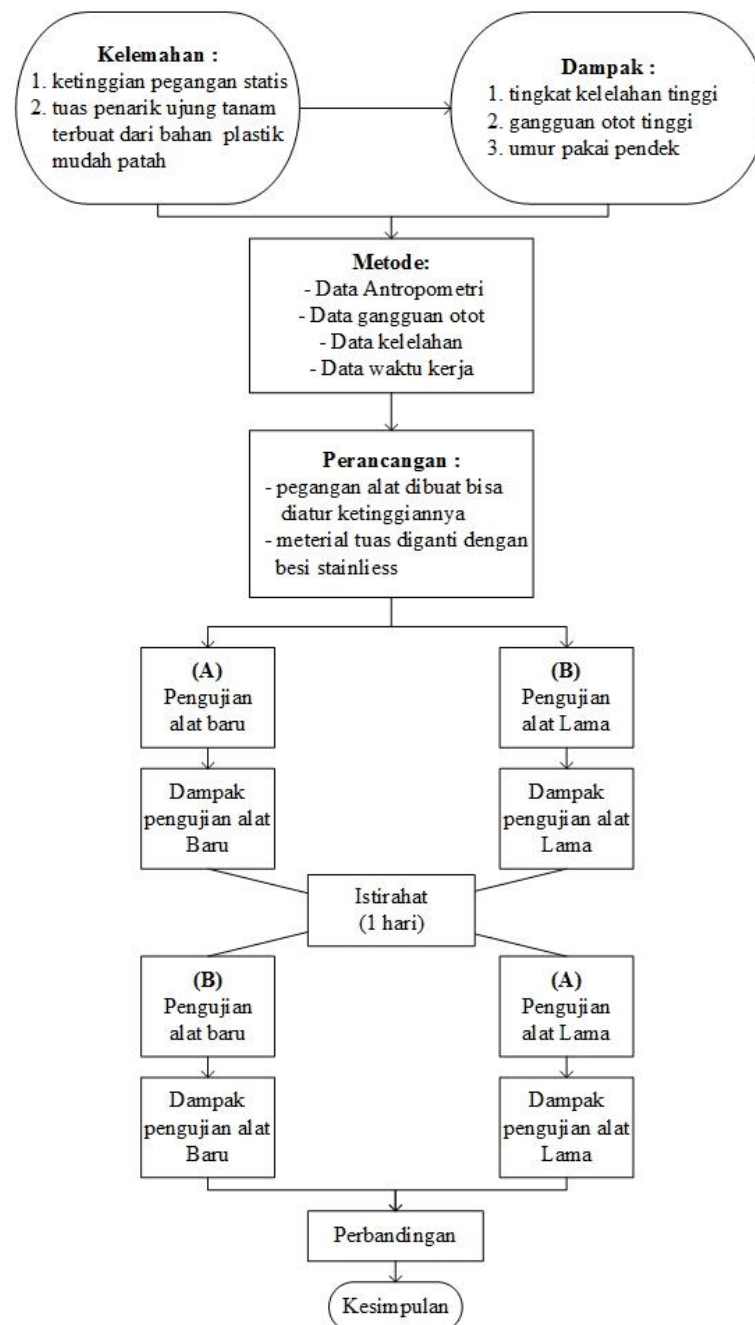 Kelemahan :
1. ketinggian pegangan statis
2. tuas penarik ujung tanam
terbuat dari bahan plastik
mudah patah
Dampak :
1. tingkat kelelahan tinggi
2. gangguan otot tinggi
3. umur pakai pendek
Metode:
- Data Antropometri
- Data gangguan otot
- Data kelelahan
- Data waktu kerja
Perancangan :
- pegangan alat dibuat bisa
diatur ketinggiannya
- meterial tuas diganti dengan
besi stainliess
(A)
Pengujian
alat baru
(B)
Pengujian
alat Lama
Dampak
pengujian alat
Baru
Dampak
pengujian alat
Lama
Istirahat
(1 hari)
(B)
Pengujian
alat baru
(A)
Pengujian
alat Lama
Dampak
pengujian alat
Baru
Dampak
pengujian alat
Lama
Perbandingan
Kesimpulan